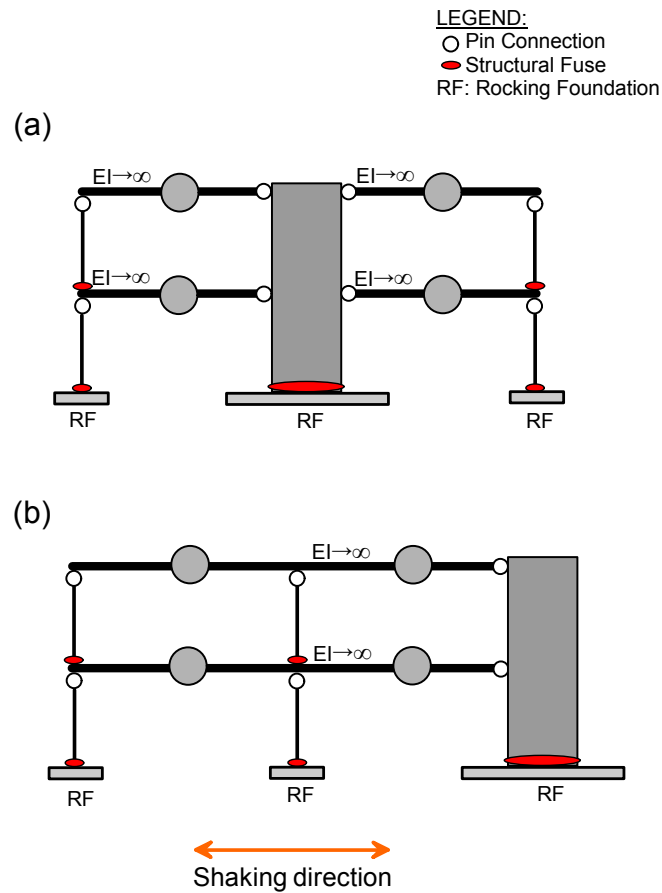 LEGEND:
Pin Connection
Structural Fuse
RF: Rocking Foundation
(a)
EI→∞ EI→∞
EI→∞ EI→∞
RF RF RF
(b)
EI→∞
EI→∞
RF RF RF
Shaking direction